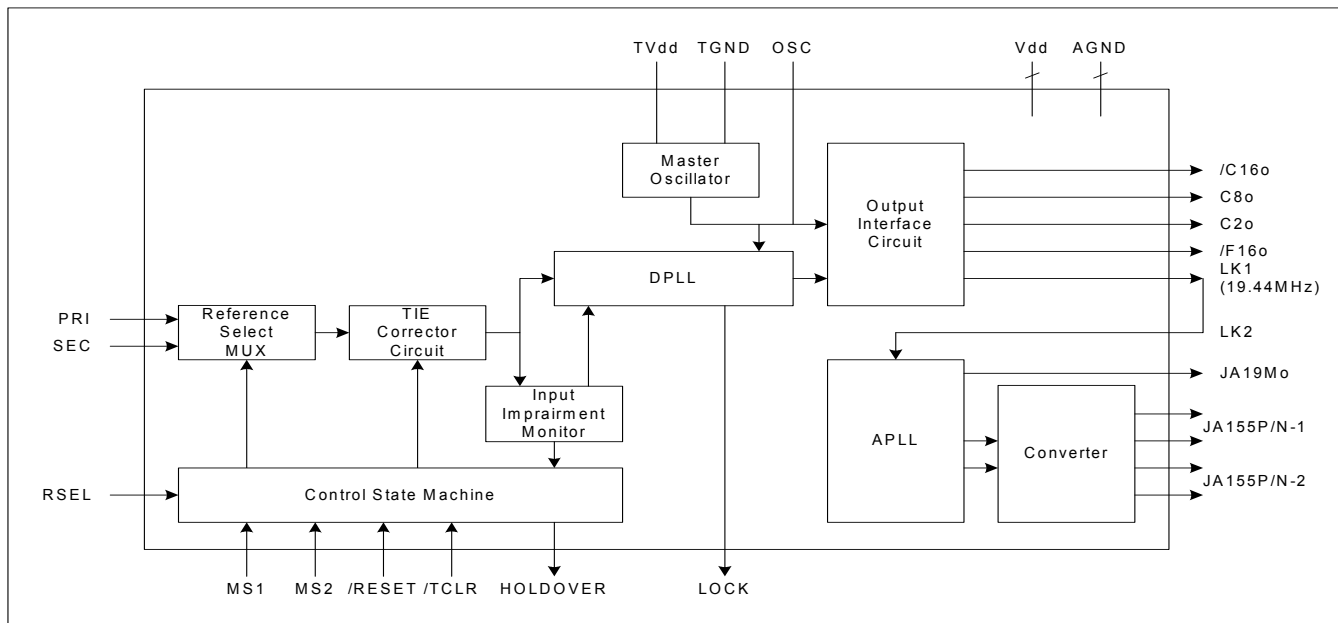 TVdd TGND OSC Vdd AGND
Master
Oscillator
Output
Interface
Circuit
/C16o
C8o
C2o
/F16o
LK1
(19.44MHz)
DPLL
PRI
SEC
Reference
Select
MUX
TIE
Corrector
Circuit
LK2
JA19Mo
Input
Imprairment
Monitor
APLL
Converter
JA155P/N-1
JA155P/N-2
RSEL
Control State Machine
MS1 MS2 /RESET /TCLR HOLDOVER LOCK